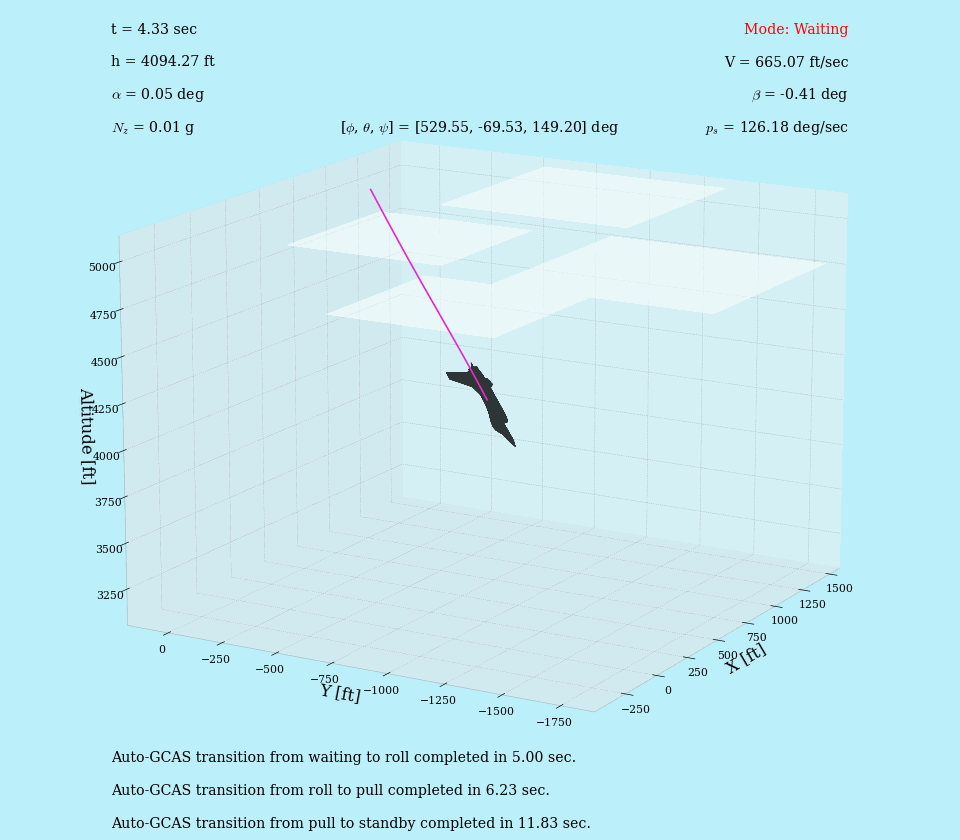 t = 4.33 sec
Mode: Waiting
h = 4094.27 ft
V = 665.07 ft/sec
α = 0.05 deg
β = -0.41 deg
N_z = 0.01 g
[ϕ, θ, ψ] = [529.55, -69.53, 149.20] deg
p_s = 126.18 deg/sec
5000
4750
4500
4250
4000
3750
3500
3250
Altitude [ft]
0
−250
−500
−750
−1000
−1250
−1500
−1750
Y [ft]
−250
0
250
500
750
1000
1250
1500
X [ft]
Auto-GCAS transition from waiting to roll completed in 5.00 sec.
Auto-GCAS transition from roll to pull completed in 6.23 sec.
Auto-GCAS transition from pull to standby completed in 11.83 sec.